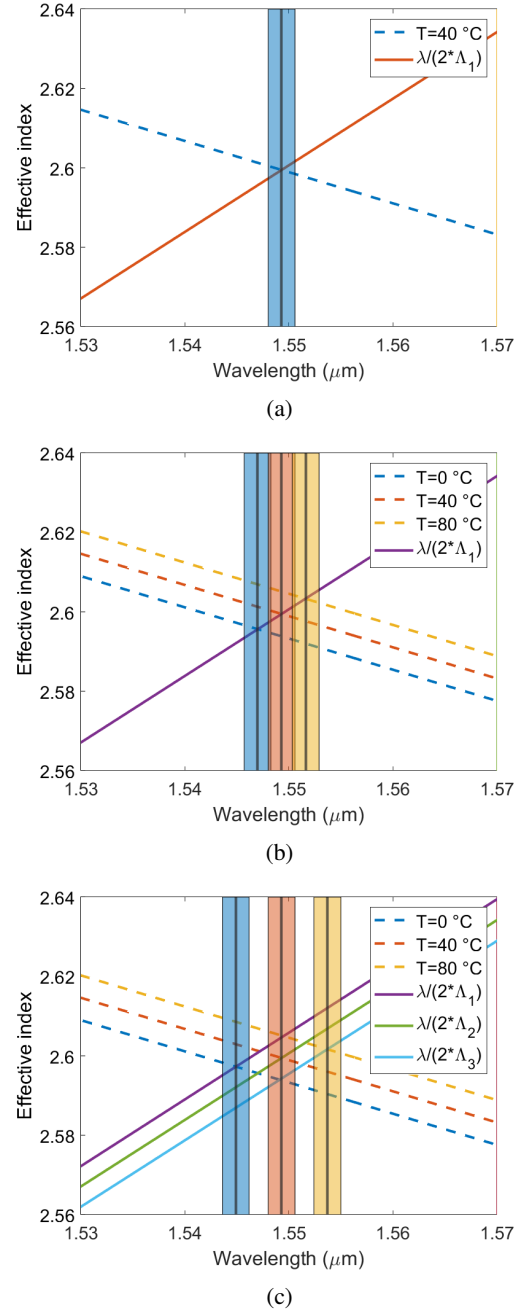 2.64
2.62
2.6
2.58
2.56
Effective index
T=40 °C
λ/(2*Λ1)
1.53
1.54
1.55
1.56
1.57
Wavelength (μm)
(a)
2.64
2.62
2.6
2.58
2.56
Effective index
T=0 °C
T=40 °C
T=80 °C
λ/(2*Λ1)
1.53
1.54
1.55
1.56
1.57
Wavelength (μm)
(b)
2.64
2.62
2.6
2.58
2.56
Effective index
T=0 °C
T=40 °C
T=80 °C
λ/(2*Λ1)
λ/(2*Λ2)
λ/(2*Λ3)
1.53
1.54
1.55
1.56
1.57
Wavelength (μm)
(c)